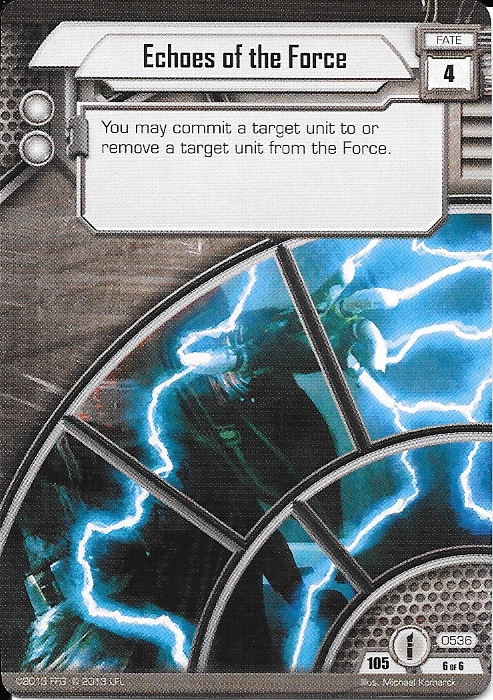 Echoes of the Force
FATE
4
You may commit a target unit to or
remove a target unit from the Force.
105
0536
6 OF 6
©2013 FFG © 2013 LFL
Illus. Michael Komarck